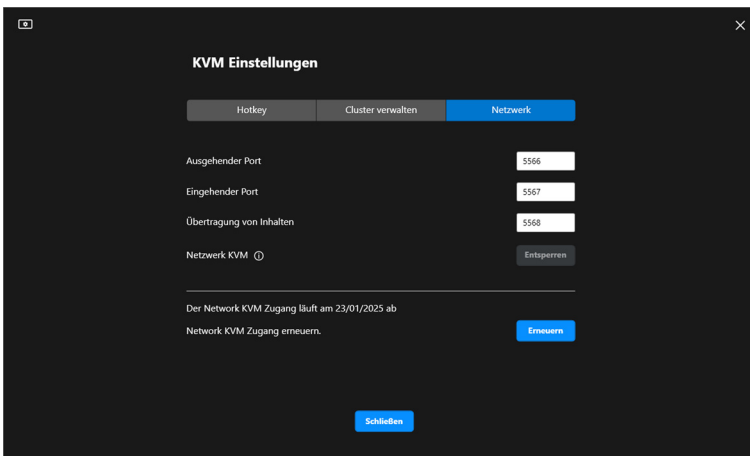 KVM Einstellungen
Hotkey Cluster verwalten Netzwerk
Ausgehender Port 5566
Eingehender Port 5567
Übertragung von Inhalten 5568
Netzwerk KVM Entsperren
Der Network KVM Zugang läuft am 23/01/2025 ab
Network KVM Zugang erneuern. Erneuern
Schließen